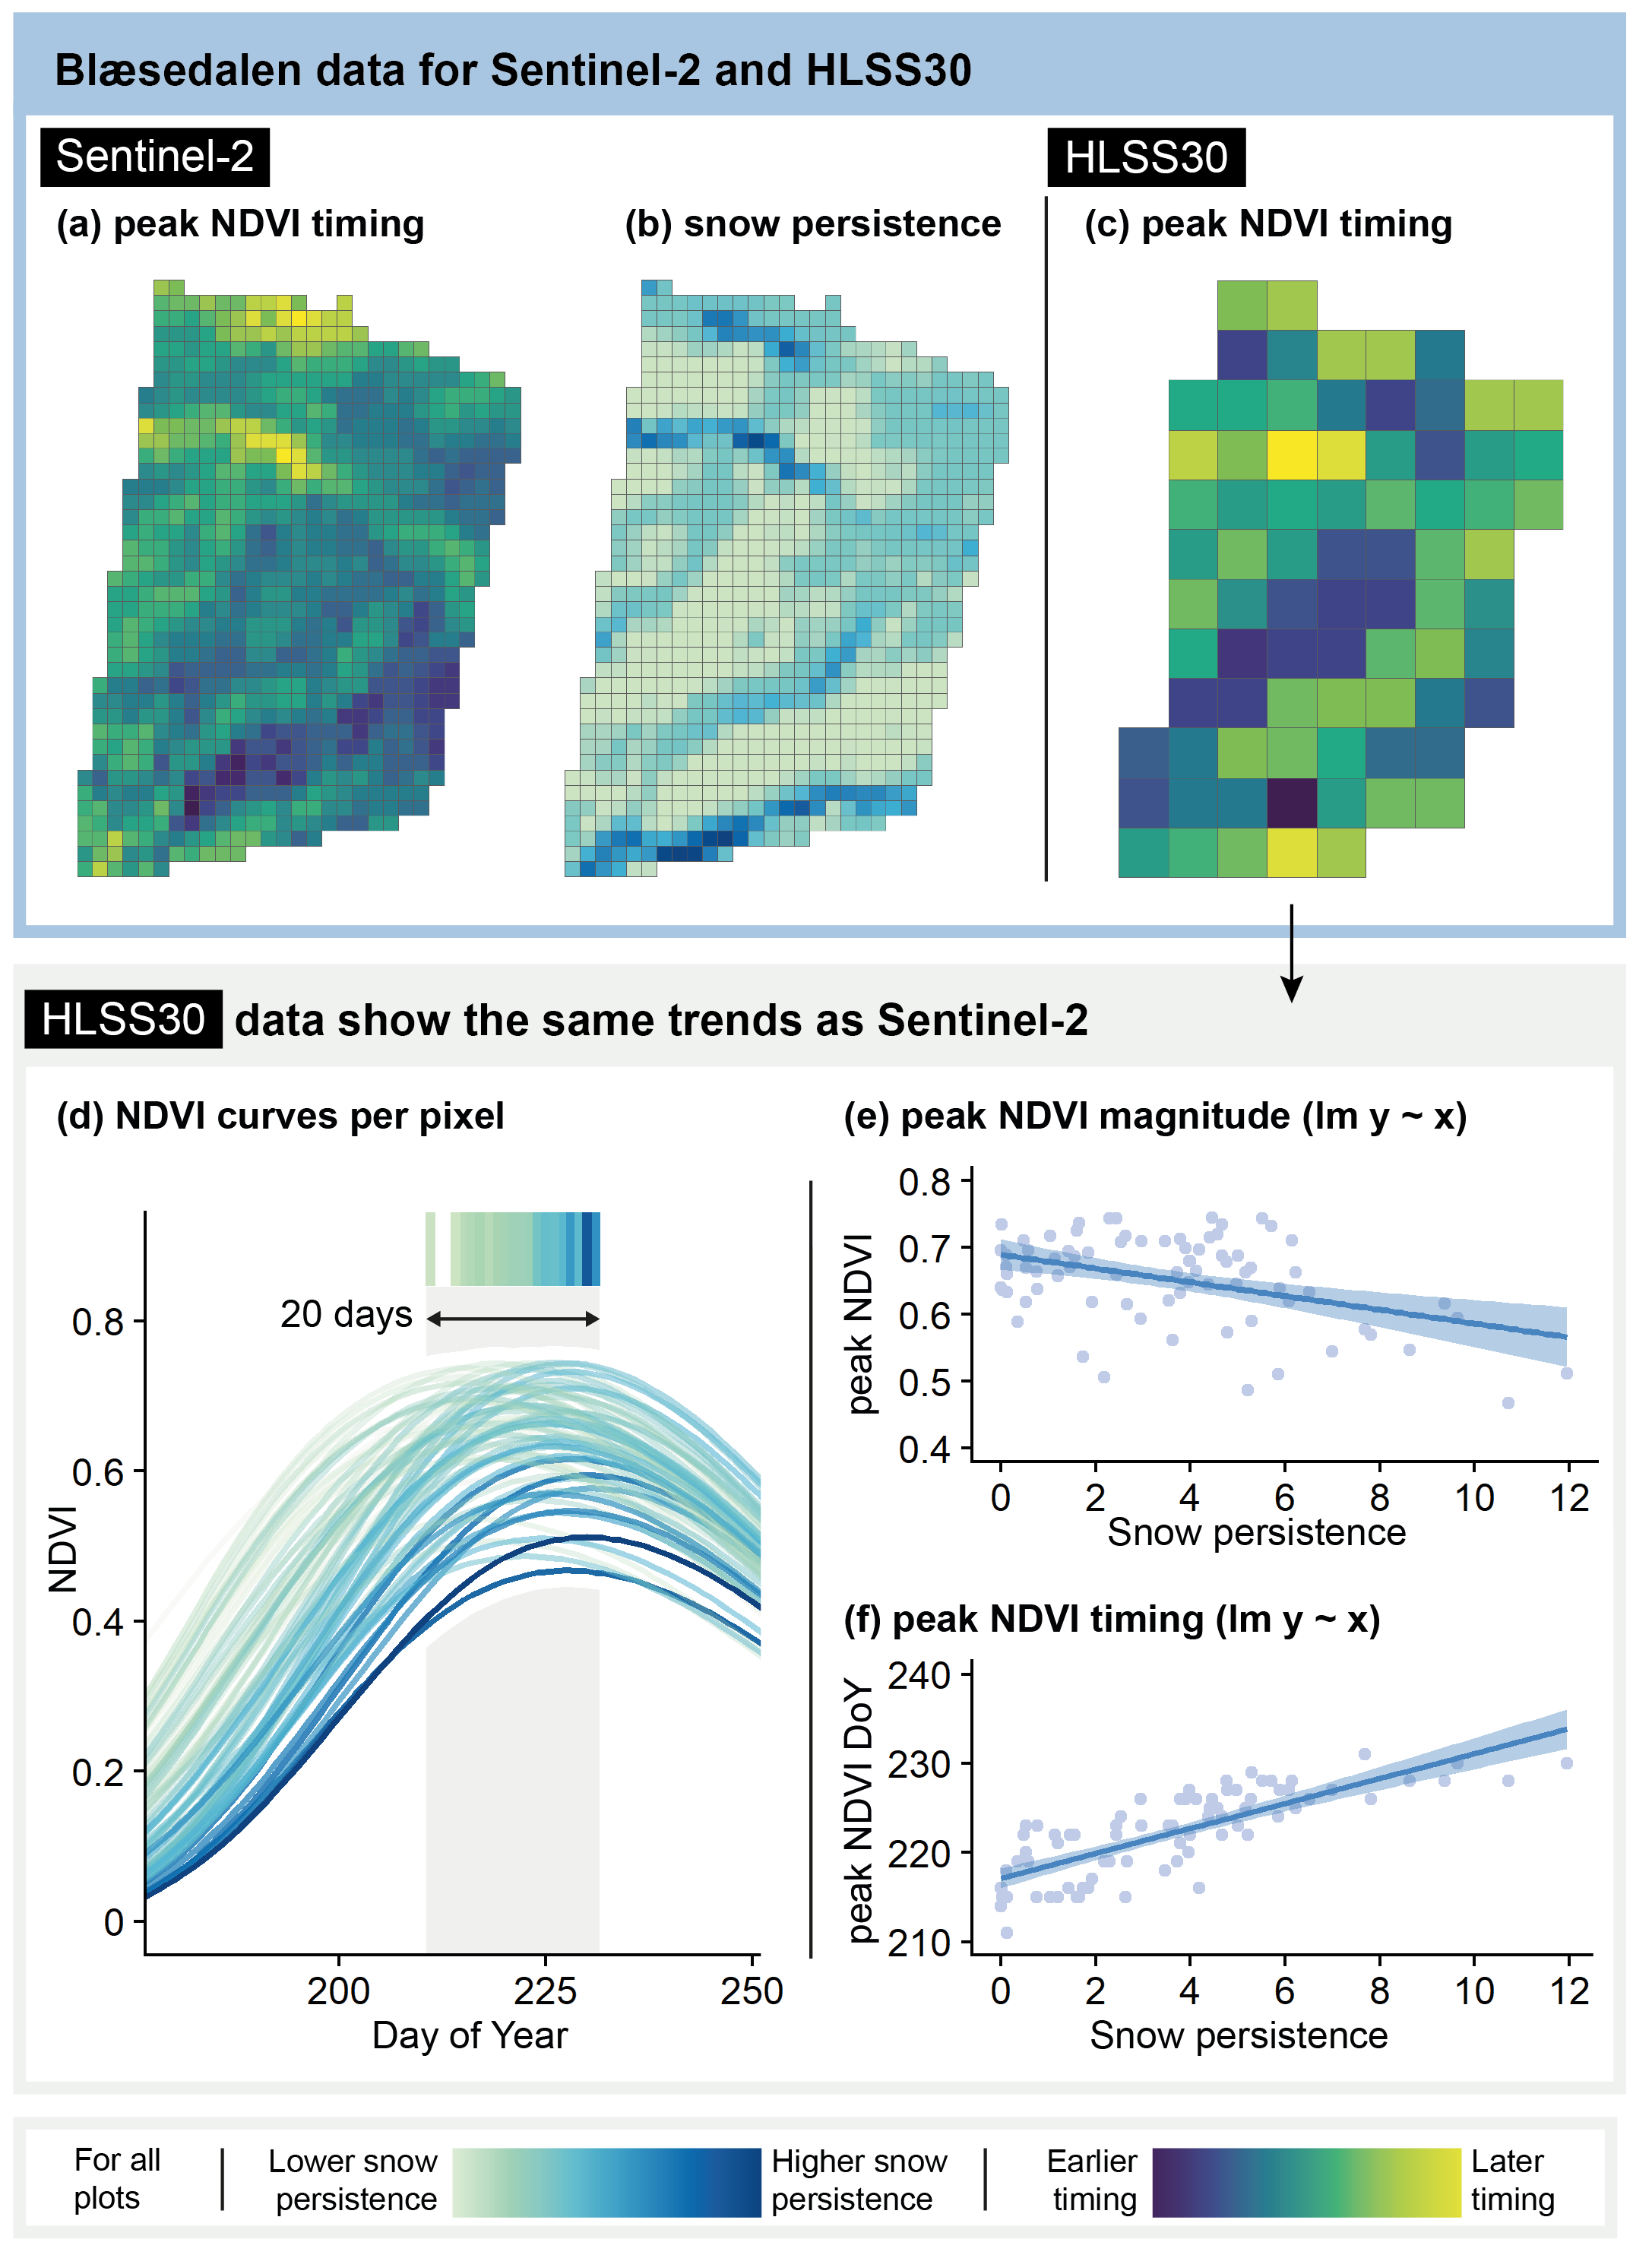 Blæsedalen data for Sentinel-2 and HLSS30
Sentinel-2
HLSS30
(a) peak NDVI timing
(b) snow persistence
(c) peak NDVI timing
HLSS30 data show the same trends as Sentinel-2
(d) NDVI curves per pixel
20 days
0.8
0.6
0.4
0.2
0
NDVI
200
225
250
Day of Year
(e) peak NDVI magnitude (lm y ~ x)
0.8
0.7
0.6
0.5
0.4
peak NDVI
0
2
4
6
8
10
12
Snow persistence
(f) peak NDVI timing (lm y ~ x)
240
230
220
210
peak NDVI DoY
0
2
4
6
8
10
12
Snow persistence
For all
plots
Lower snow
persistence
Higher snow
persistence
Earlier
timing
Later
timing